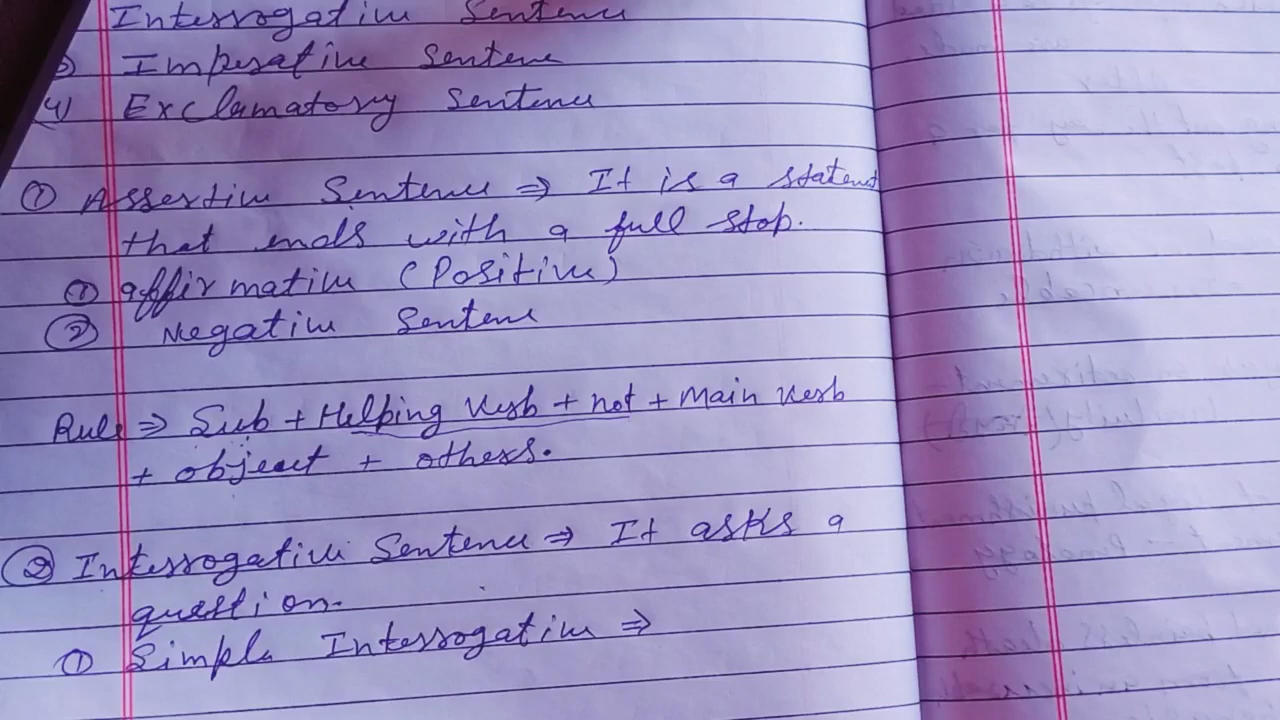 Interrogative Sentence
3) Imperative Sentence
(4) Exclamatory Sentence
① Assertive Sentence ⇒ It is a statement
that ends with a full stop.
① affirmative (Positive)
② Negative Sentence
Rule ⇒ Sub + Helping Verb + not + Main Verb
+ object + others.
② Interrogative Sentence ⇒ It asks a
question.
① Simple Interrogative ⇒